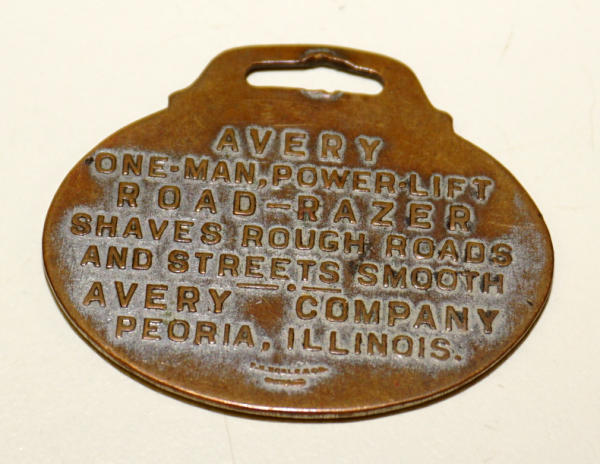 AVERY
ONE-MAN, POWER-LIFT
ROAD-RAZER
SHAVES ROUGH ROADS
AND STREETS SMOOTH
AVERY COMPANY
PEORIA, ILLINOIS.